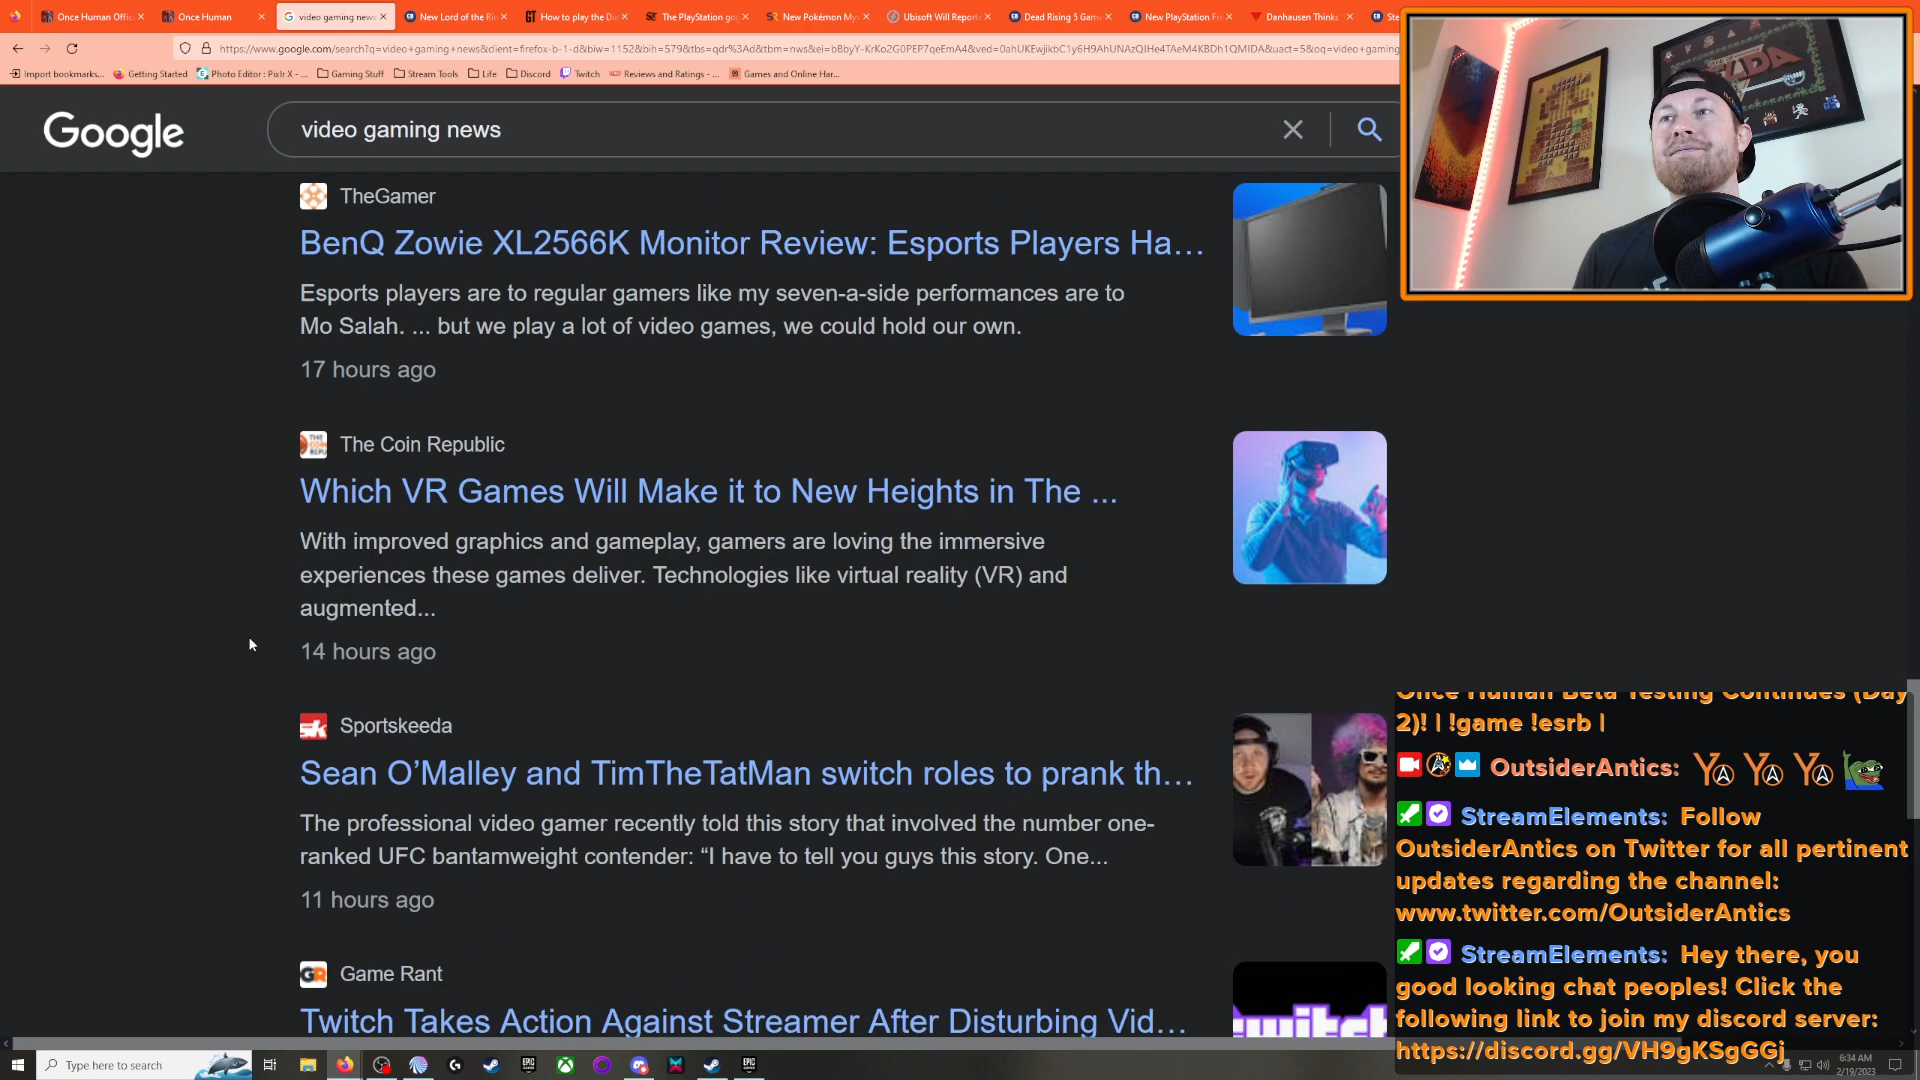 Once Human Offic
Once Human
video gaming news
New Lord of the Rin
How to play the Dia
The PlayStation go
New Pokémon My
Ubisoft Will Report
Dead Rising 5 Gam
New PlayStation Fr
Danhausen Thinks
Ste
Import bookmarks...
Getting Started
Photo Editor : Pixlr X - ...
Gaming Stuff
Stream Tools
Life
Discord
Twitch
Reviews and Ratings - ...
Games and Online Har...
Google
video gaming news
TheGamer
BenQ Zowie XL2566K Monitor Review: Esports Players Ha...
Esports players are to regular gamers like my seven-a-side performances are to
Mo Salah. ... but we play a lot of video games, we could hold our own.
17 hours ago
The Coin Republic
Which VR Games Will Make it to New Heights in The ...
With improved graphics and gameplay, gamers are loving the immersive
experiences these games deliver. Technologies like virtual reality (VR) and
augmented...
14 hours ago
Sportskeeda
Sean O’Malley and TimTheTatMan switch roles to prank th...
The professional video gamer recently told this story that involved the number one-
ranked UFC bantamweight contender: “I have to tell you guys this story. One...
11 hours ago
Game Rant
Twitch Takes Action Against Streamer After Disturbing Vid...
Once Human Beta Testing Continues (Day
2)! | !game !esrb |
OutsiderAntics:
StreamElements: Follow
OutsiderAntics on Twitter for all pertinent
updates regarding the channel:
www.twitter.com/OutsiderAntics
StreamElements: Hey there, you
good looking chat peoples! Click the
following link to join my discord server:
https://discord.gg/VH9gKSgGGj
Type here to search
6:34 AM
2/19/2023